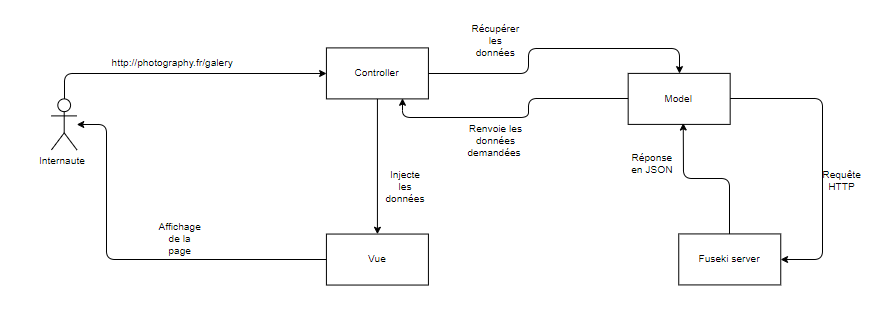 Récupérer
les
données
http://photography.fr/galery
Controller
Model
Internaute
Renvoie les
données
demandées
Réponse
en JSON
Requête
HTTP
Injecte
les
données
Affichage
de la
page
Vue
Fuseki server